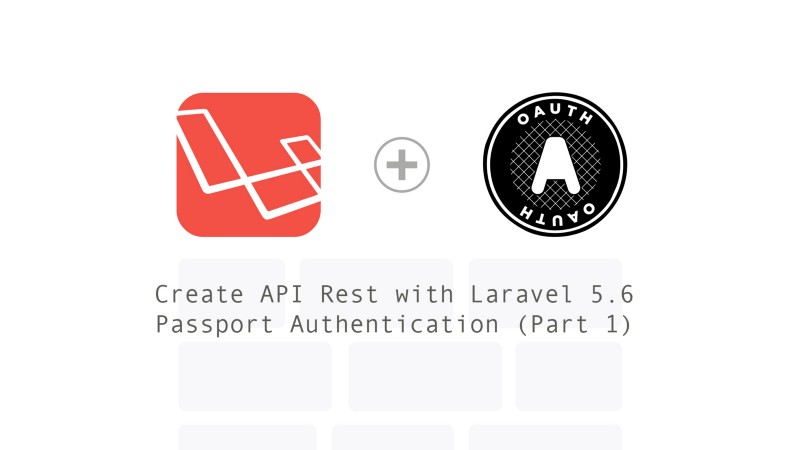 OAUTH
A
OAUTH
Create API Rest with Laravel 5.6
Passport Authentication (Part 1)